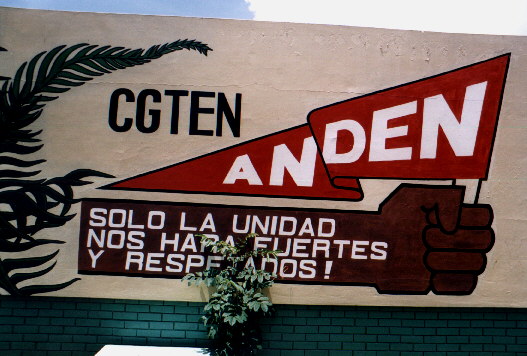 CGTEN
ANDEN
SOLO LA UNIDAD
NOS HARA FUERTES
Y RESPETADOS!